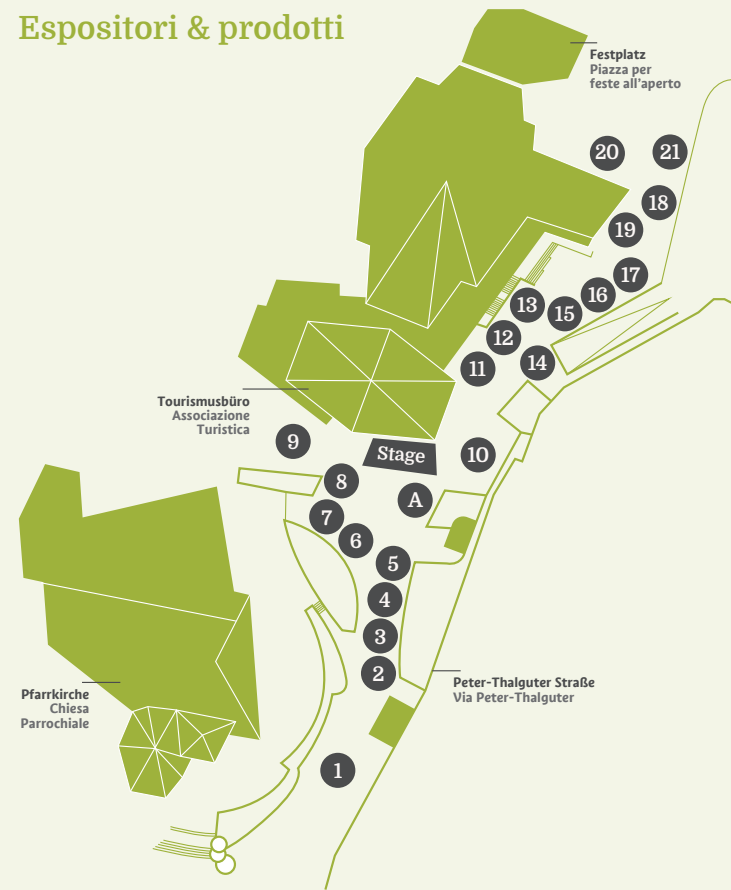 Espositori & prodotti
Festplatz
Piazza per
feste all'aperto
20
21
18
19
17
16
13
15
12
14
11
Tourismusbüro
Associazione
Turistica
9
Stage
10
8
A
7
6
5
4
3
2
Pfarrkirche
Chiesa
Parrochiale
Peter-Thalguter Straße
Via Peter-Thalguter
1